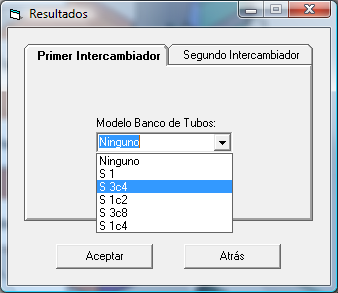 Resultados
Primer Intercambiador
Segundo Intercambiador
Modelo Banco de Tubos:
Ninguno
Ninguno
S 1
S 3c4
S 1c2
S 3c8
S 1c4
Aceptar
Atrás